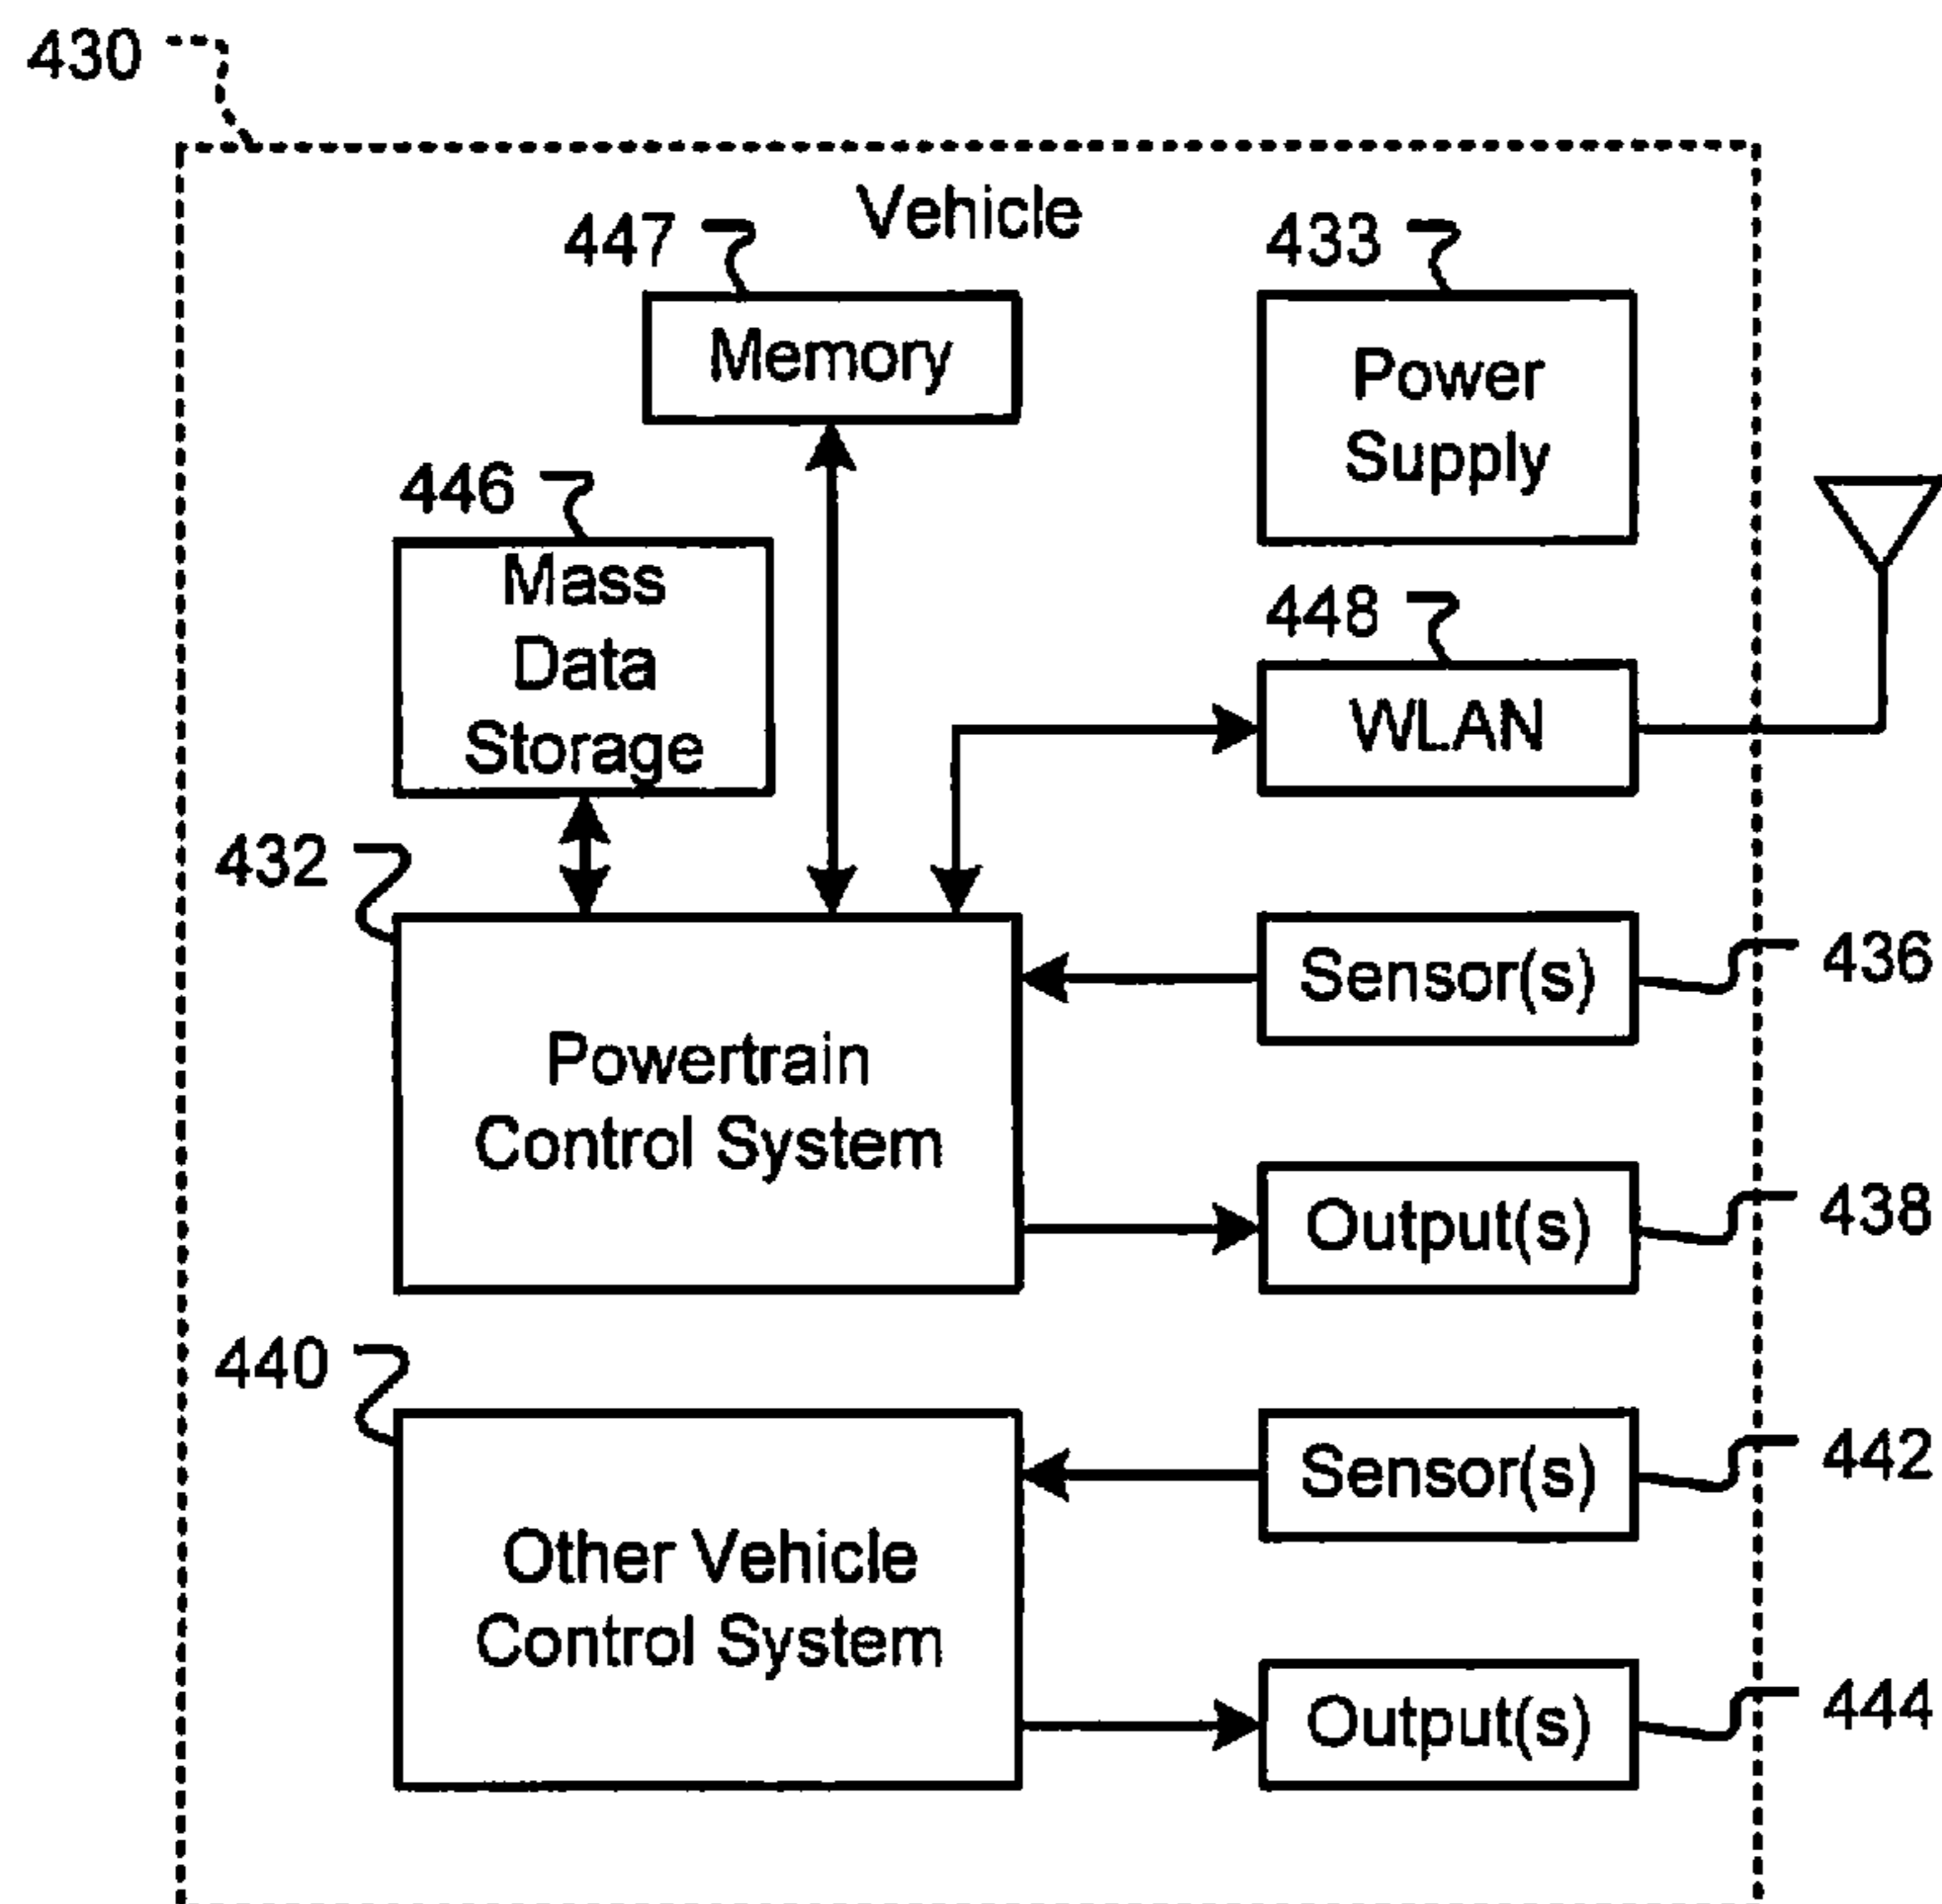 430
Vehicle
447
433
Memory
Power
Supply
446
Mass
Data
Storage
448
WLAN
432
Powertrain
Control System
Sensor(s)
436
Output(s)
438
440
Other Vehicle
Control System
Sensor(s)
442
Output(s)
444